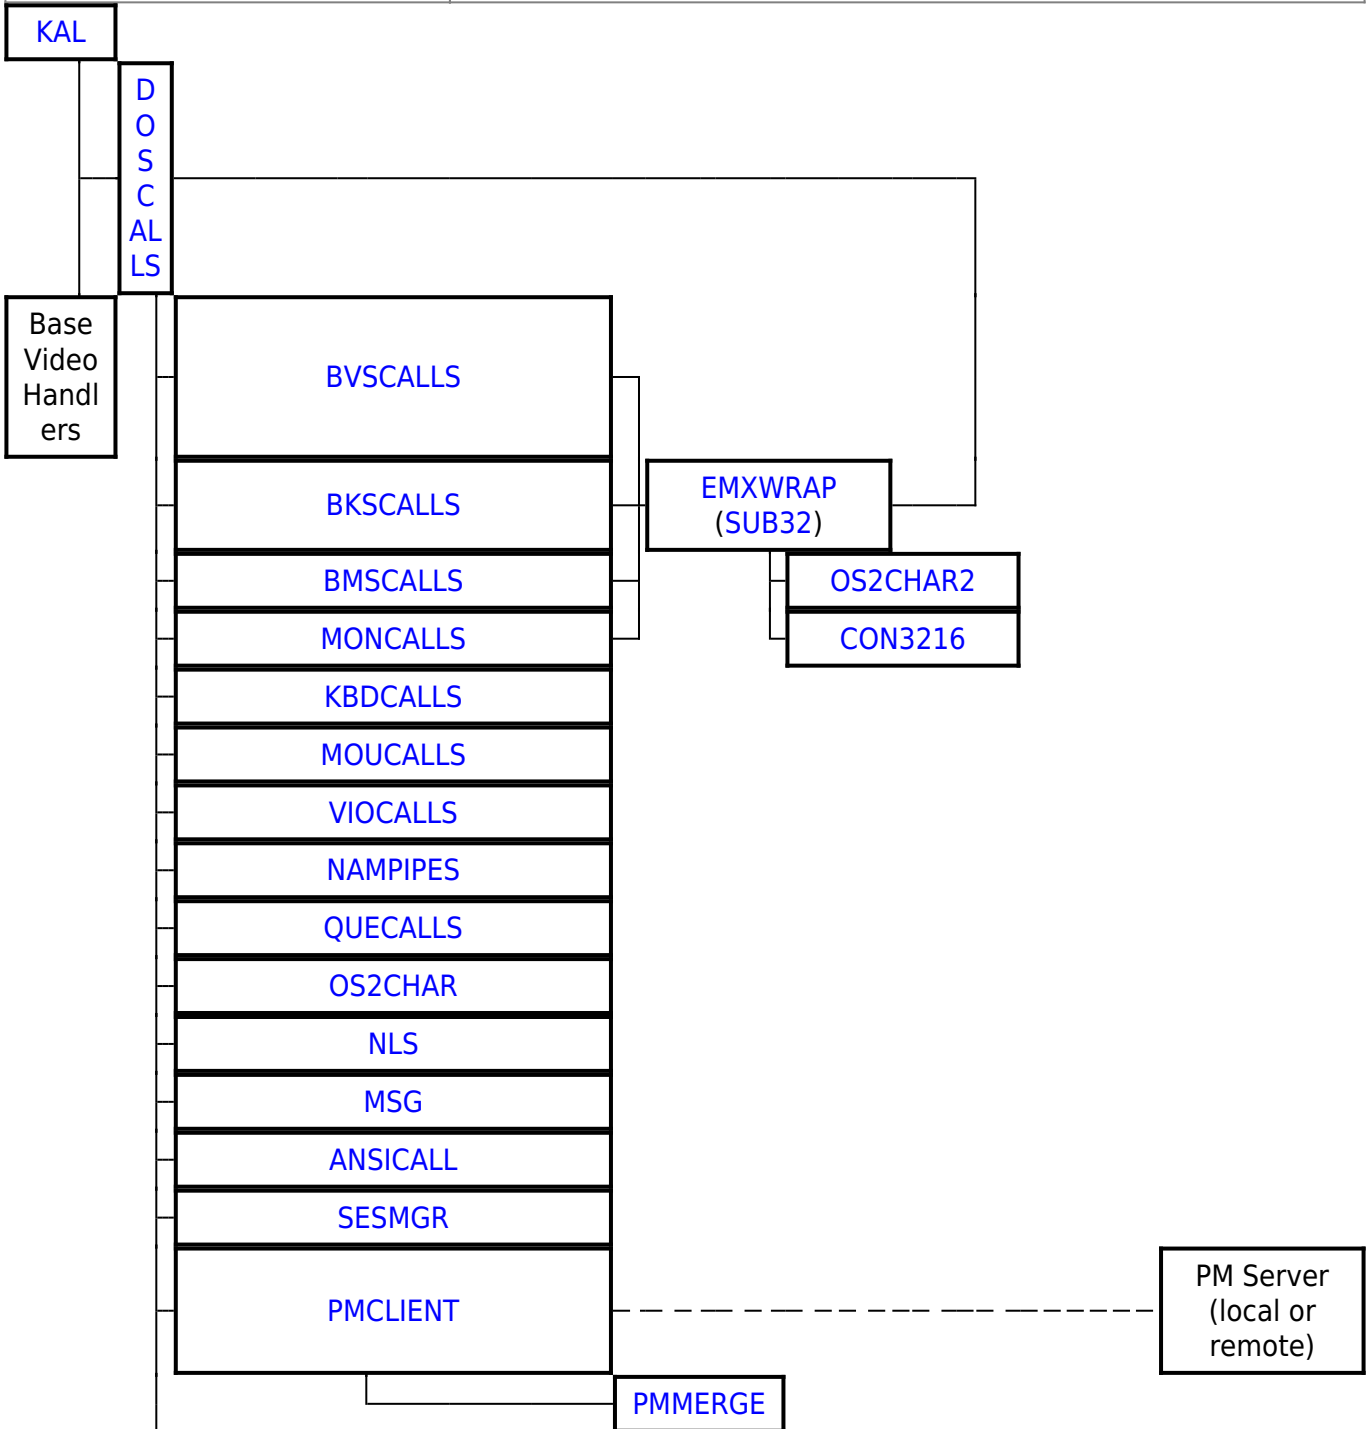 KAL
D
O
S
C
AL
LS
Base
Video
Handl
ers
BVSCALLS
BKSCALLS
EMXWRAP
(SUB32)
BMSCALLS
OS2CHAR2
MONCALLS
CON3216
KBDCALLS
MOUCALLS
VIOCALLS
NAMPIPES
QUECALLS
OS2CHAR
NLS
MSG
ANSICALL
SESMGR
PMCLIENT
PM Server
(local or
remote)
PMMERGE